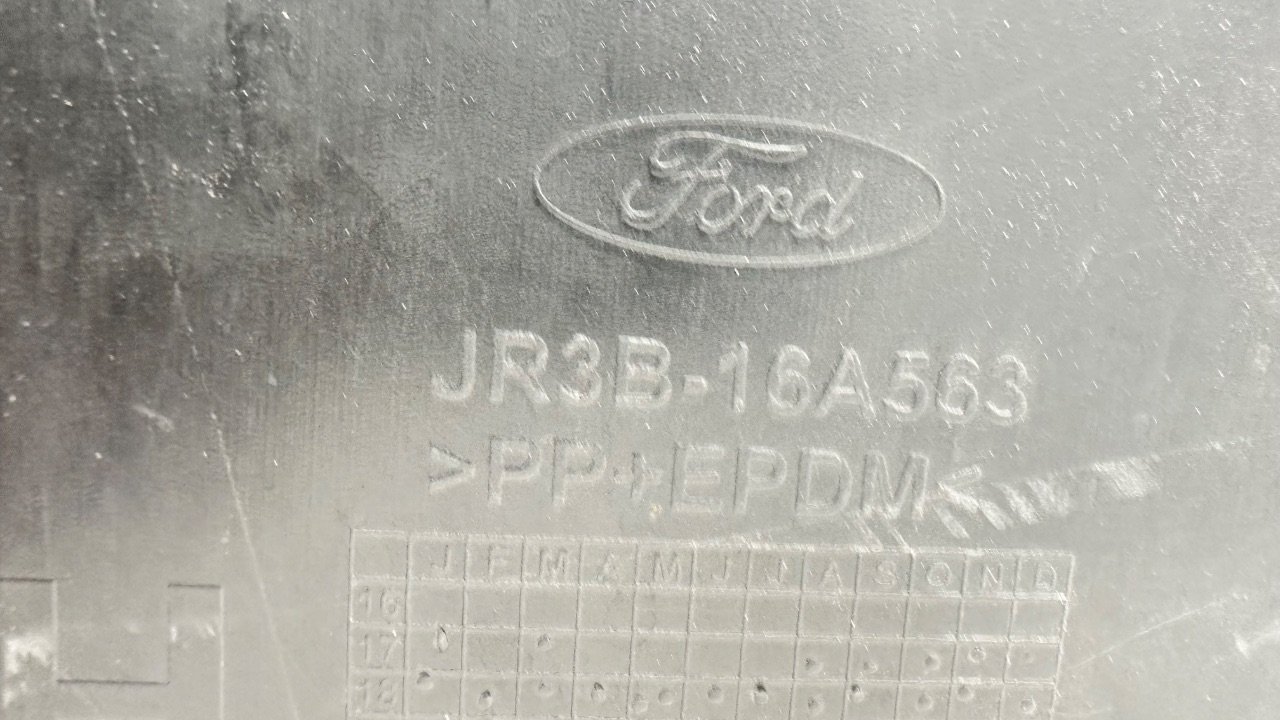 Ford
JR3B-16A563
>PP+EPDM<
J F M A M J J A S O N D
16
17
18